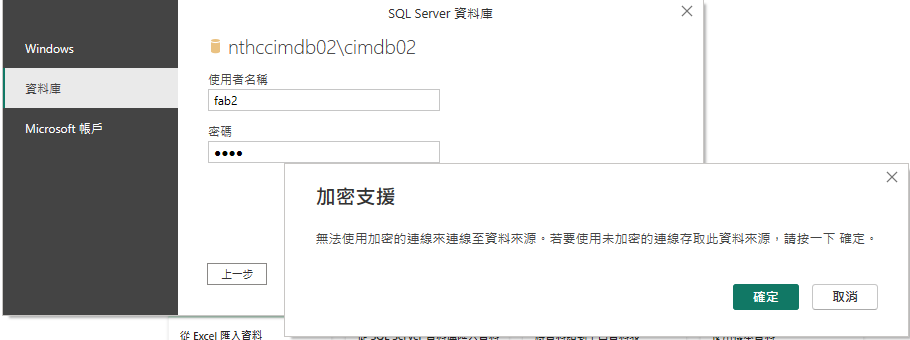 SQL Server 資料庫
Windows
資料庫
Microsoft 帳戶
nthccimdb02\cimdb02
使用者名稱
fab2
密碼
●●●●
加密支援
無法使用加密的連線來連線至資料來源。若要使用未加密的連線存取此資料來源，請按一下 確定。
確定
取消
上一步
從 Excel 匯入資料